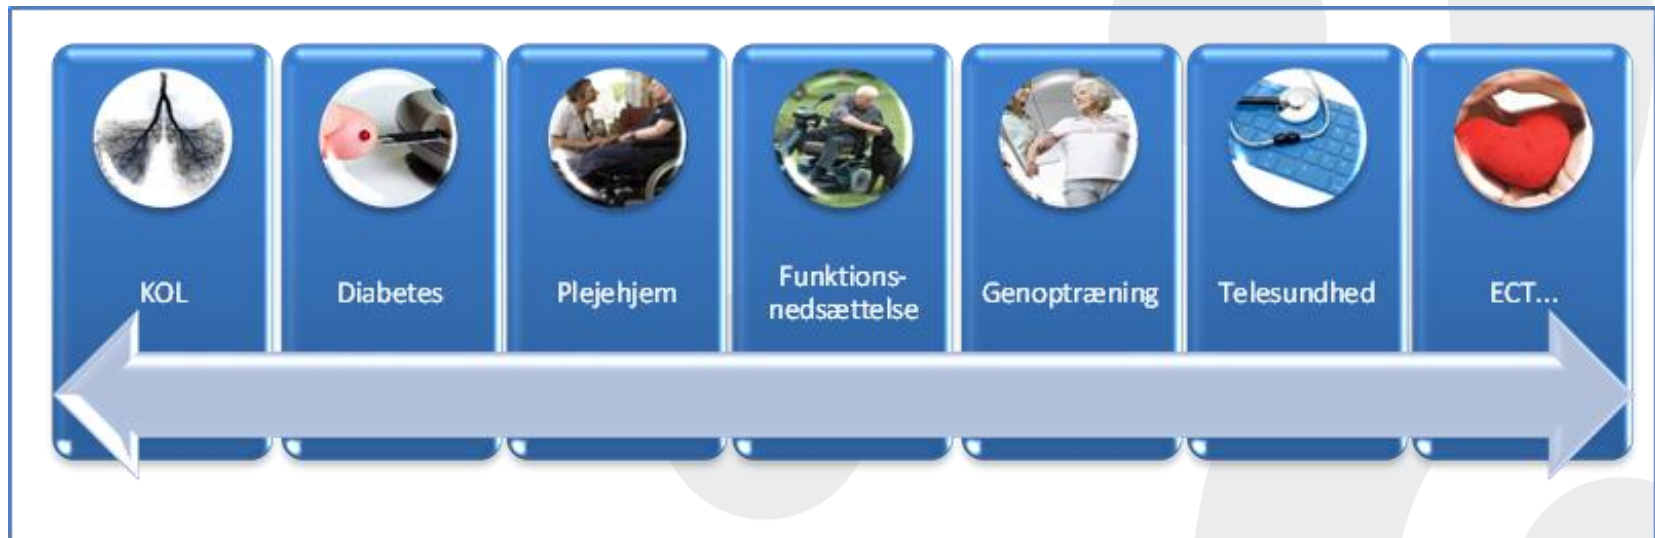 KOL
Diabetes
Plejehjem
Funktions-
nedsættelse
Genoptræning
Telesundhed
ECT...